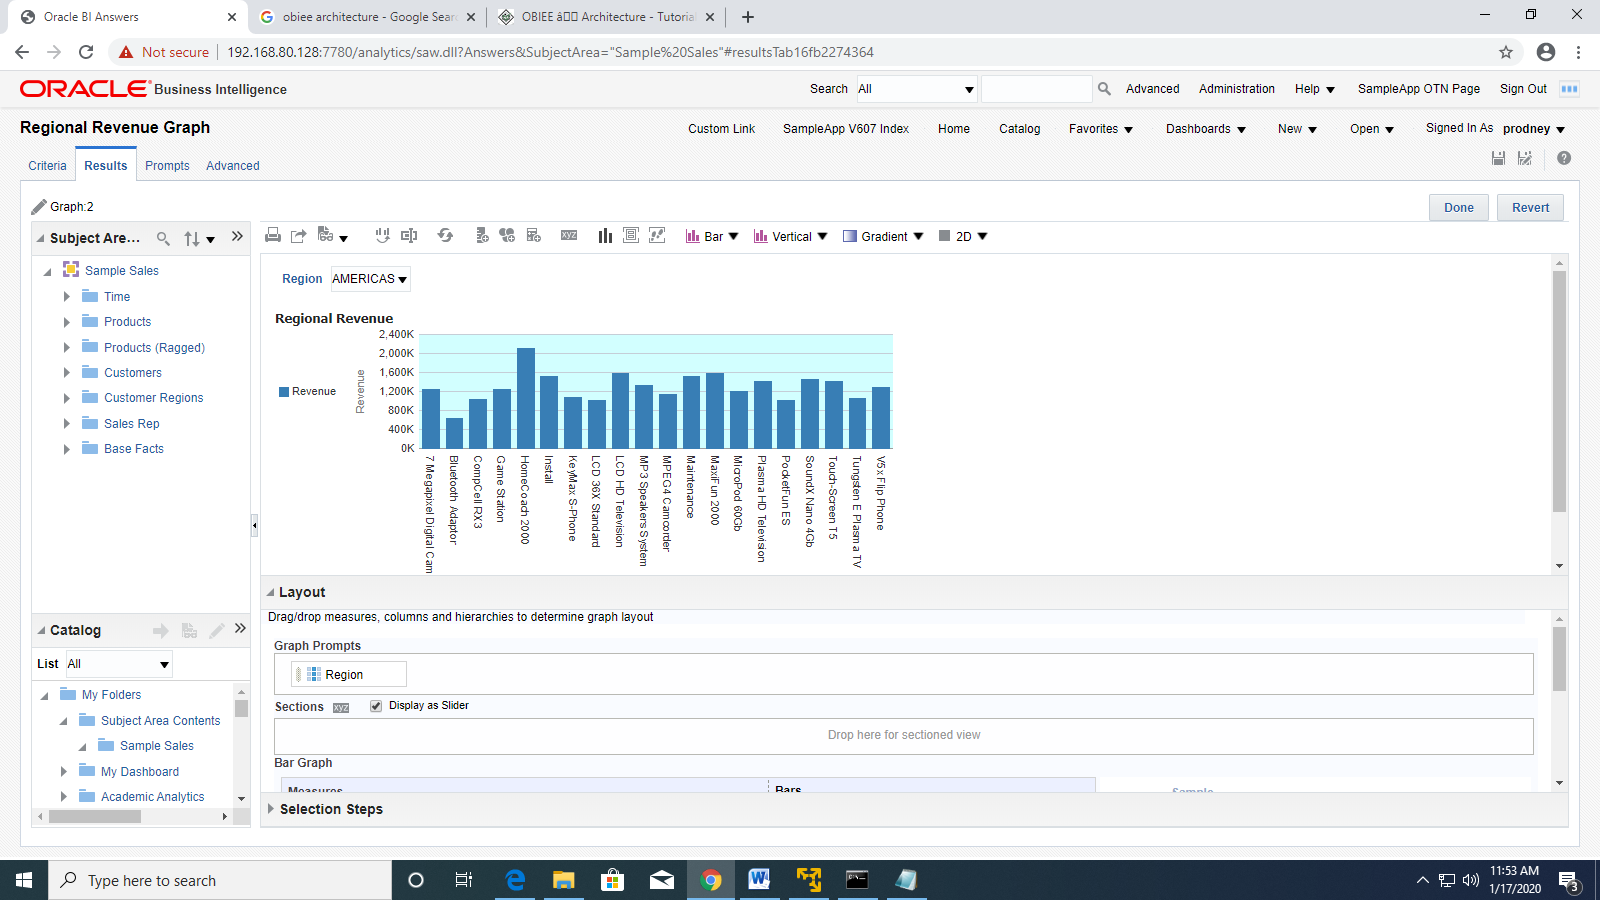 Oracle BI Answers
obiee architecture - Google Searc
OBIEE â Architecture - Tutorial
Not secure
192.168.80.128:7780/analytics/saw.dll?Answers&SubjectArea="Sample%20Sales"#resultsTab16fb2274364
ORACLE Business Intelligence
Search All
Advanced Administration Help SampleApp OTN Page Sign Out
Regional Revenue Graph
Custom Link SampleApp V607 Index Home Catalog Favorites Dashboards New Open Signed In As prodney
Criteria Results Prompts Advanced
Graph:2
Done Revert
Subject Are...
xyz
Bar Vertical Gradient 2D
Sample Sales
Time
Products
Products (Ragged)
Customers
Customer Regions
Sales Rep
Base Facts
Region AMERICAS
Regional Revenue
2,400K
2,000K
1,600K
1,200K
800K
400K
0K
Revenue
Revenue
7 Megapixel Digital Cam
Bluetooth Adaptor
CompCell RX3
Game Station
HomeCoach 2000
Install
KeyMax S-Phone
LCD 36X Standard
LCD HD Television
MP3 Speakers System
MPEG4 Camcorder
Maintenance
MaxiFun 2000
MicroPod 60Gb
Plasma HD Television
PocketFun ES
SoundX Nano 4Gb
Touch-Screen T5
Tungsten E Plasma TV
V5x Flip Phone
Layout
Drag/drop measures, columns and hierarchies to determine graph layout
Graph Prompts
Region
Sections xyz Display as Slider
Drop here for sectioned view
Bar Graph
Measures Bars Sample
Selection Steps
Catalog
List All
My Folders
Subject Area Contents
Sample Sales
My Dashboard
Academic Analytics
Type here to search
11:53 AM
1/17/2020
3